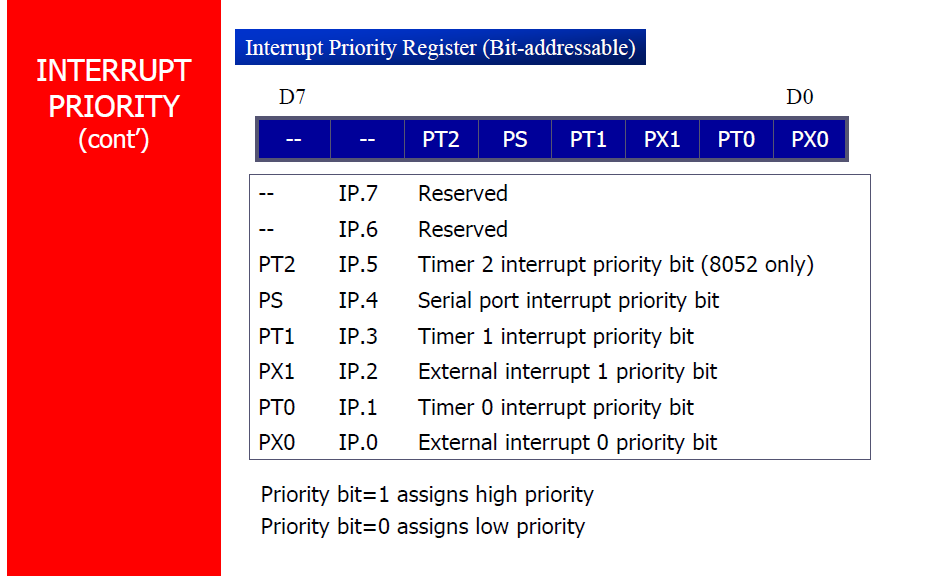 INTERRUPT
PRIORITY
(cont’)
Interrupt Priority Register (Bit-addressable)
D7 D0
-- -- PT2 PS PT1 PX1 PT0 PX0
-- IP.7 Reserved
-- IP.6 Reserved
PT2 IP.5 Timer 2 interrupt priority bit (8052 only)
PS IP.4 Serial port interrupt priority bit
PT1 IP.3 Timer 1 interrupt priority bit
PX1 IP.2 External interrupt 1 priority bit
PT0 IP.1 Timer 0 interrupt priority bit
PX0 IP.0 External interrupt 0 priority bit
Priority bit=1 assigns high priority
Priority bit=0 assigns low priority